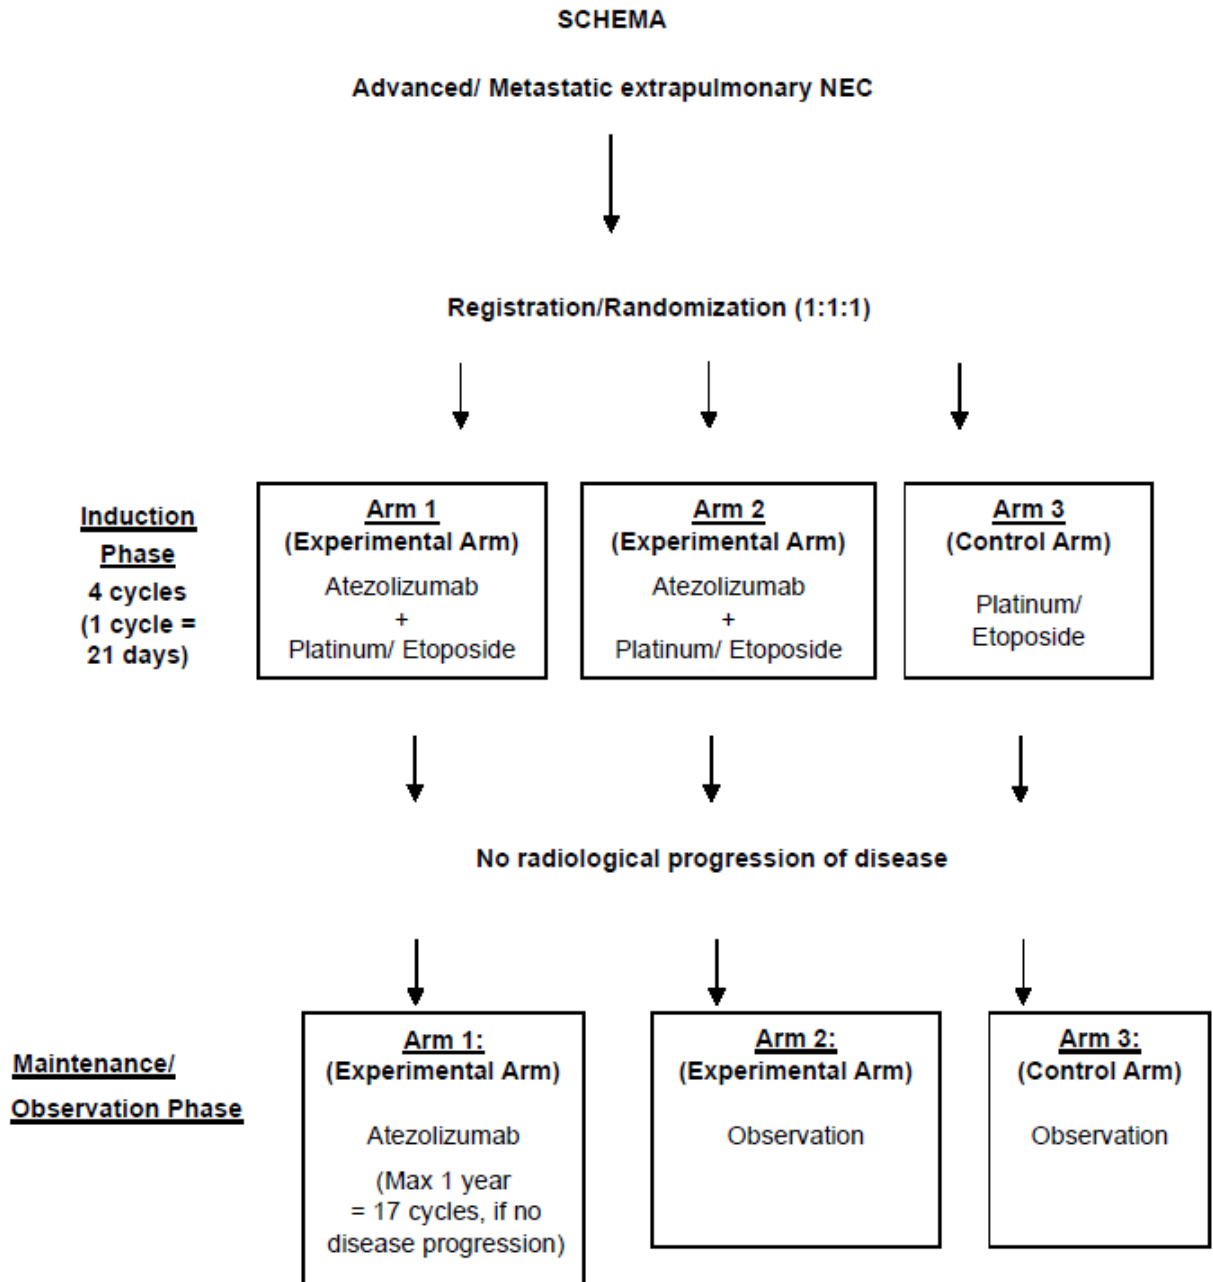 SCHEMA
Advanced/ Metastatic extrapulmonary NEC
Registration/Randomization (1:1:1)
Induction
Phase
4 cycles
(1 cycle =
21 days)
Arm 1
(Experimental Arm)
Atezolizumab
+
Platinum/ Etoposide
Arm 2
(Experimental Arm)
Atezolizumab
+
Platinum/ Etoposide
Arm 3
(Control Arm)
Platinum/
Etoposide
No radiological progression of disease
Maintenance/
Observation Phase
Arm 1:
(Experimental Arm)
Atezolizumab
(Max 1 year
= 17 cycles, if no
disease progression)
Arm 2:
(Experimental Arm)
Observation
Arm 3:
(Control Arm)
Observation